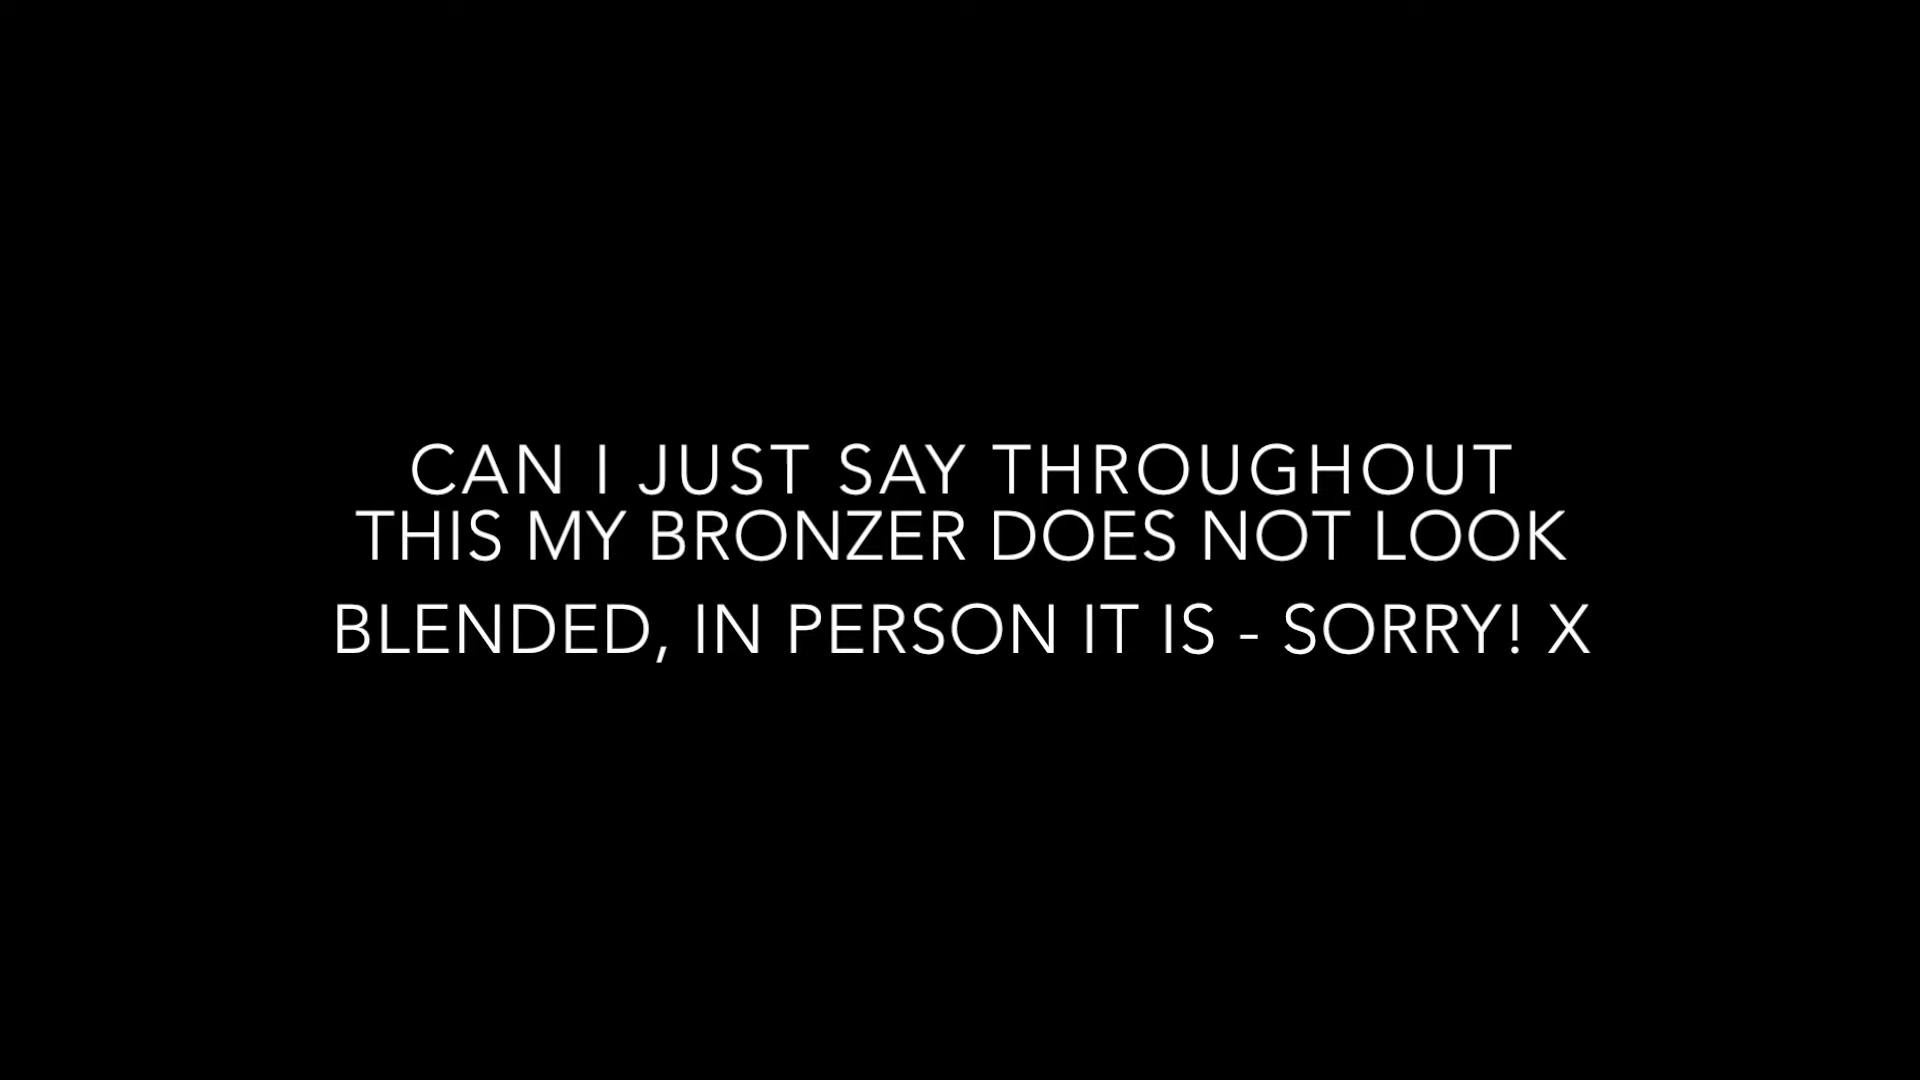 CAN I JUST SAY THROUGHOUT
THIS MY BRONZER DOES NOT LOOK
BLENDED, IN PERSON IT IS - SORRY! X